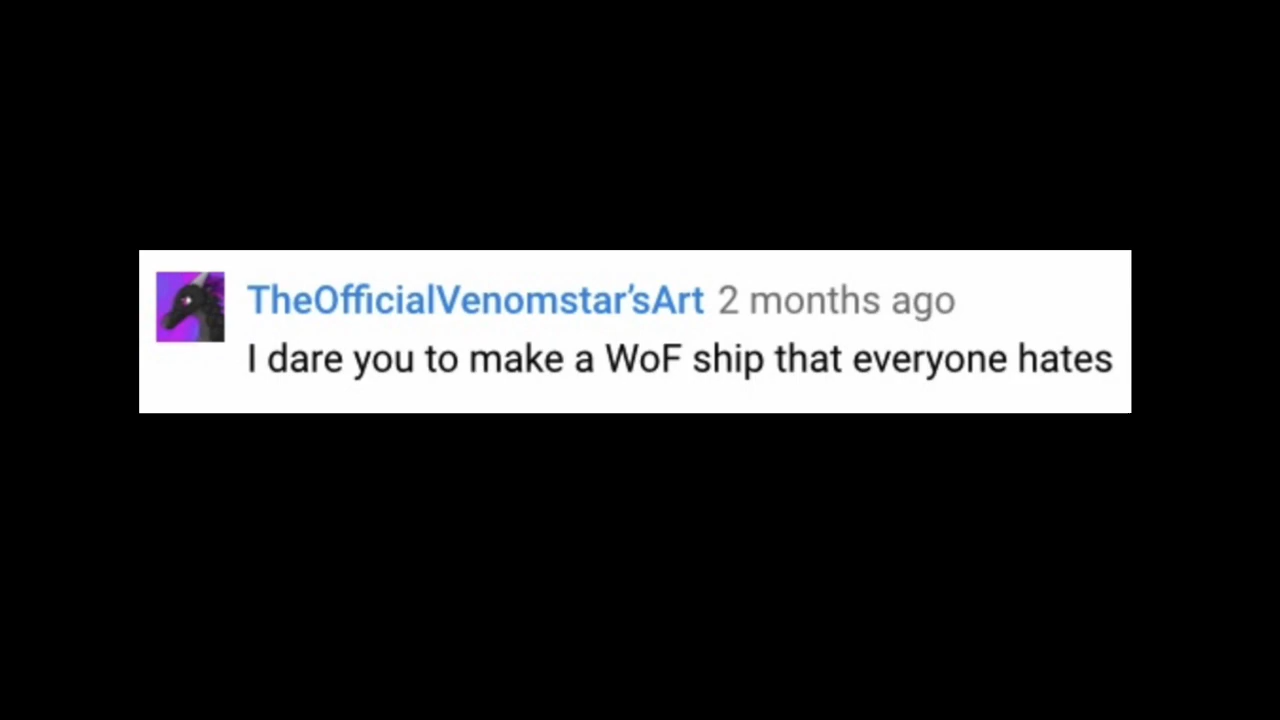 TheOfficialVenomstar’sArt 2 months ago
I dare you to make a WoF ship that everyone hates